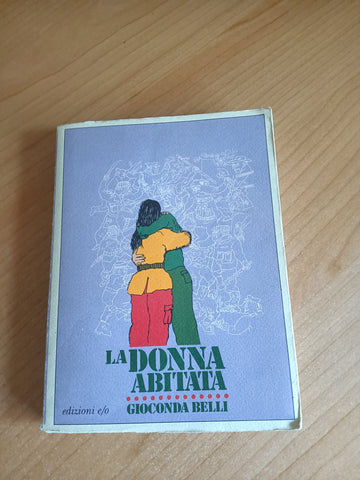 LA DONNA
ABITATA
GIOCONDA BELLI
edizioni e/o